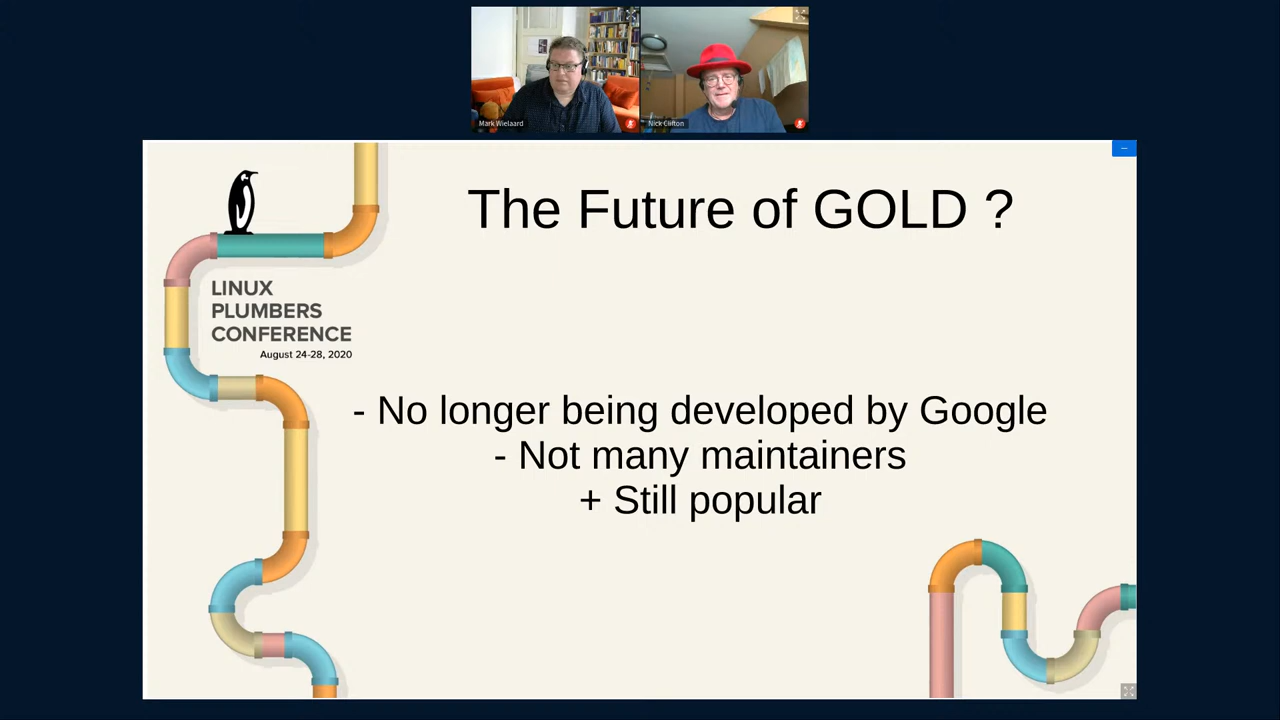 Mark Wielaard
Nick Clifton
The Future of GOLD ?
LINUX
PLUMBERS
CONFERENCE
August 24-28, 2020
- No longer being developed by Google
- Not many maintainers
+ Still popular